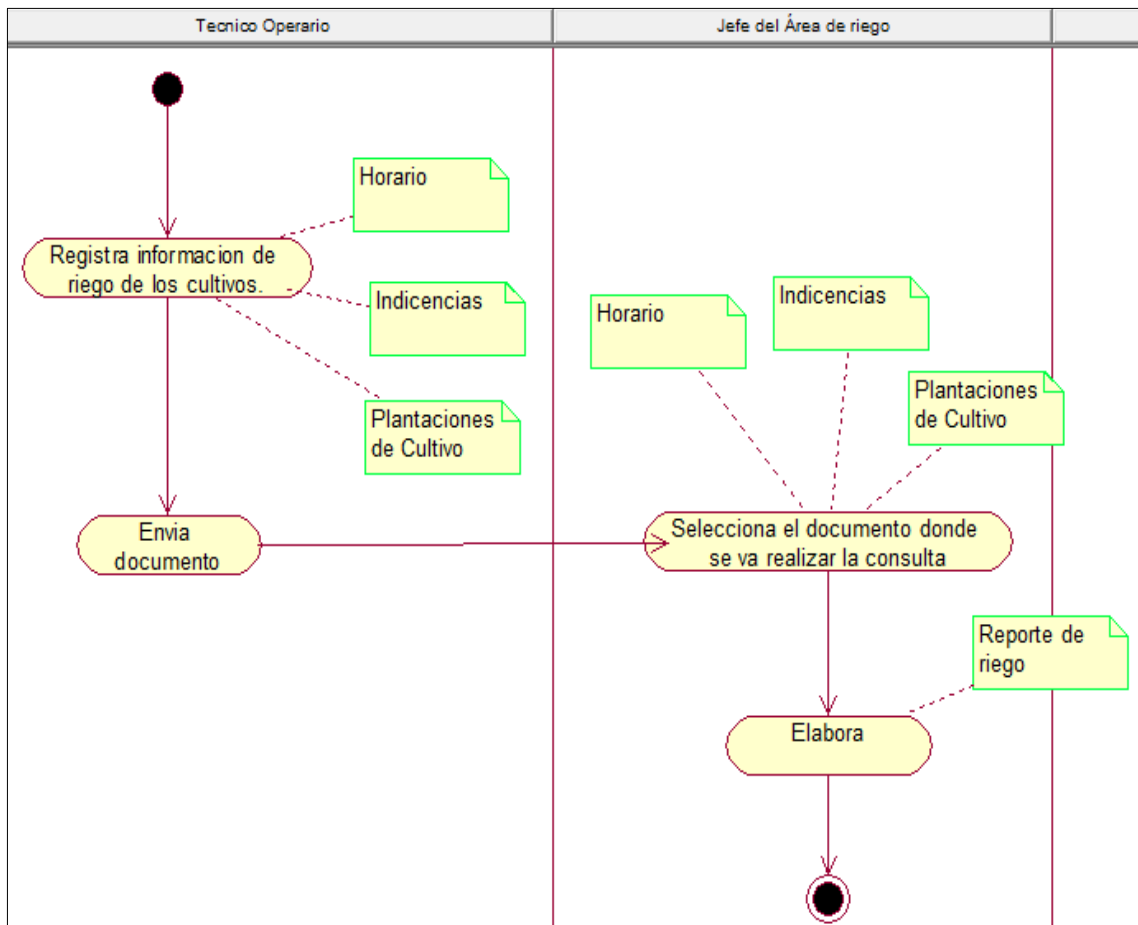 Tecnico Operario
Jefe del Área de riego
Horario
Registra informacion de
riego de los cultivos.
Indicencias
Plantaciones
de Cultivo
Indicencias
Horario
Plantaciones
de Cultivo
Envia
documento
Selecciona el documento donde
se va realizar la consulta
Reporte de
riego
Elabora